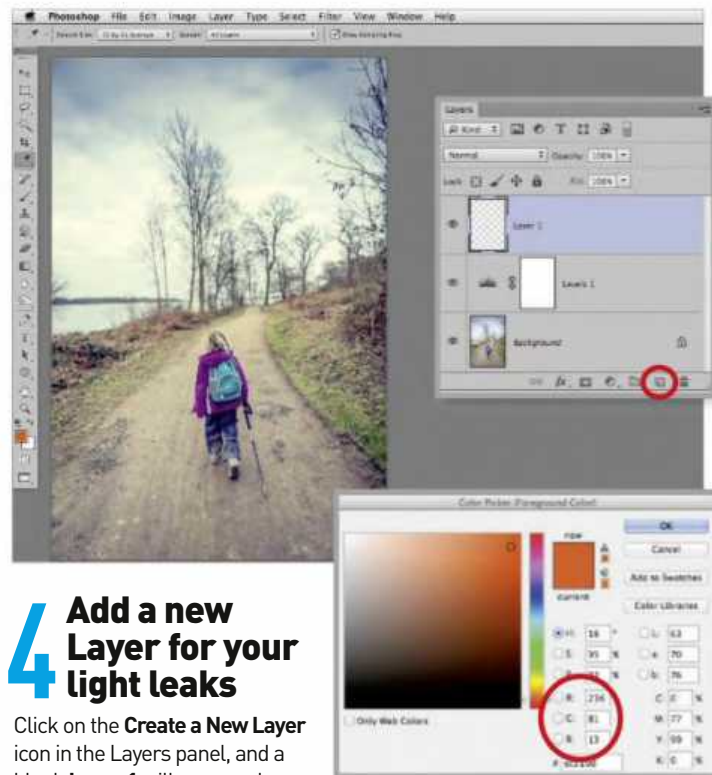 Photoshop File Edit Image Layer Type Select Filter View Window Help
Layers
Kind
Normal Opacity: 100%
Lock: Fill: 100%
Layer 1
Levels 1
Background
Color Picker (Foreground Color)
new
current
OK
Cancel
Add to Swatches
Color Libraries
H: 16 °
S: 95 %
R: 236
G: 81
B: 13
L: 63
a: 70
b: 76
C: 0 %
M: 77 %
Y: 99 %
K: 0 %
Only Web Colors
4 Add a new
Layer for your
light leaks
Click on the Create a New Layer
icon in the Layers panel, and a